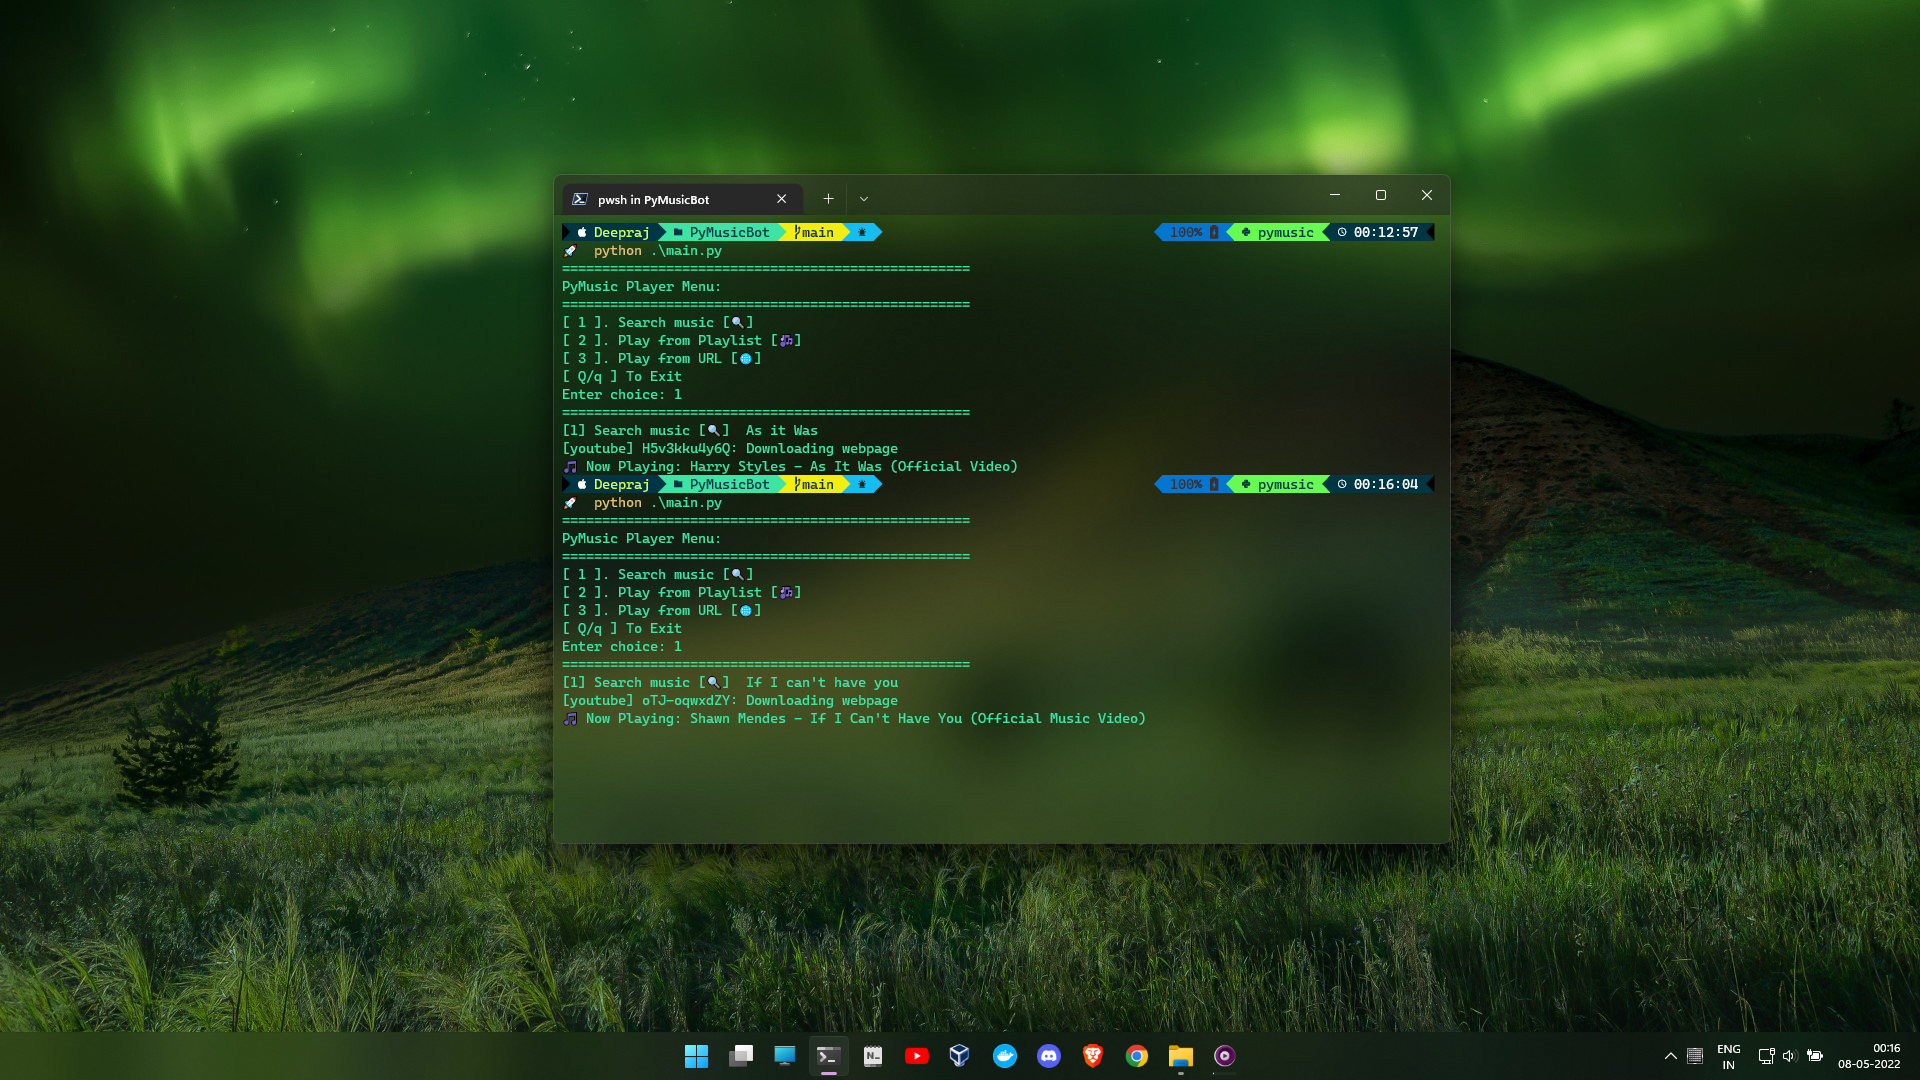 pwsh in PyMusicBot
Deepraj PyMusicBot main 100% pymusic 00:12:57
python .\main.py
===================================================
PyMusic Player Menu:
===================================================
[ 1 ]. Search music [🔍]
[ 2 ]. Play from Playlist [🎶]
[ 3 ]. Play from URL [🌐]
[ Q/q ] To Exit
Enter choice: 1
===================================================
[1] Search music [🔍]  As it Was
[youtube] H5v3kku4y6Q: Downloading webpage
🎵 Now Playing: Harry Styles - As It Was (Official Video)
Deepraj PyMusicBot main 100% pymusic 00:16:04
python .\main.py
===================================================
PyMusic Player Menu:
===================================================
[ 1 ]. Search music [🔍]
[ 2 ]. Play from Playlist [🎶]
[ 3 ]. Play from URL [🌐]
[ Q/q ] To Exit
Enter choice: 1
===================================================
[1] Search music [🔍]  If I can't have you
[youtube] oTJ-oqwxdZY: Downloading webpage
🎵 Now Playing: Shawn Mendes - If I Can't Have You (Official Music Video)
ENG 00:16
IN 08-05-2022